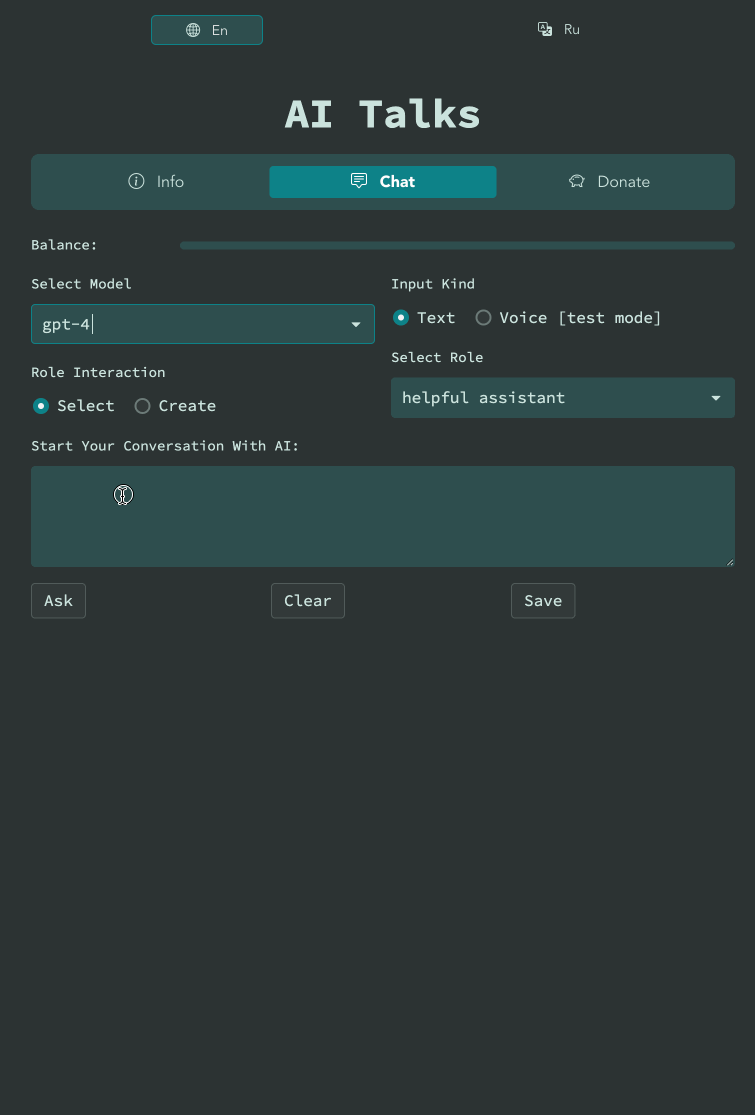 En
Ru
AI Talks
Info
Chat
Donate
Balance:
Select Model
gpt-4
Input Kind
Text
Voice [test mode]
Role Interaction
Select
Create
Select Role
helpful assistant
Start Your Conversation With AI:
Ask
Clear
Save